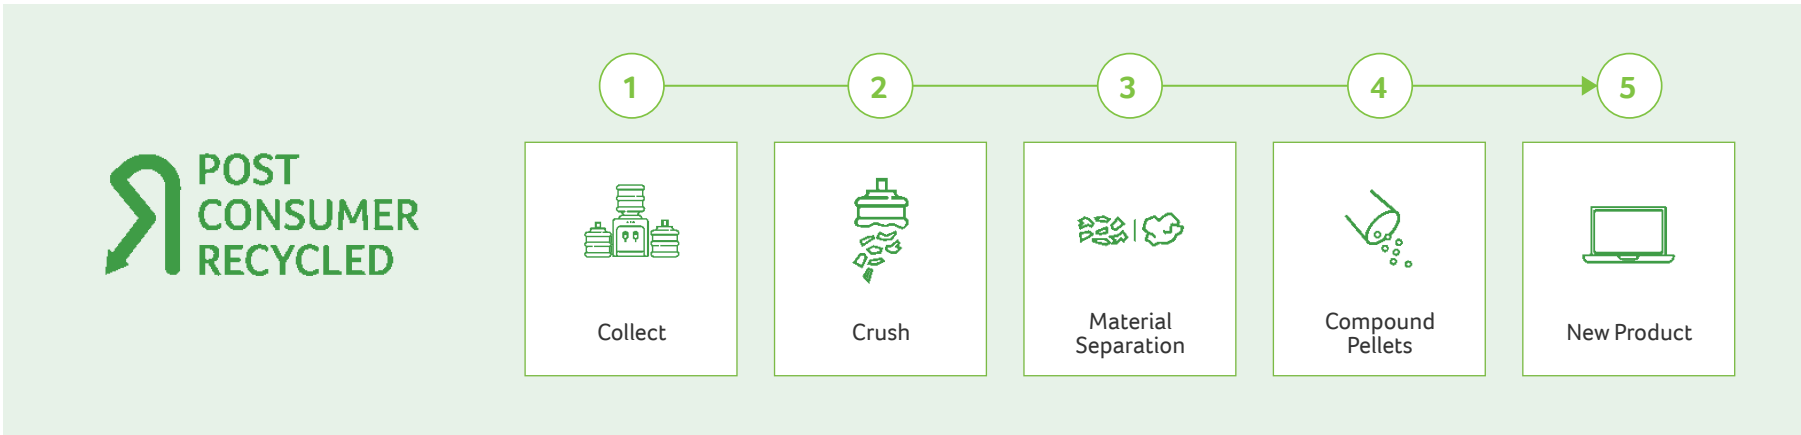 POST
CONSUMER
RECYCLED
1
2
3
4
5
Collect
Crush
Material
Separation
Compound
Pellets
New Product